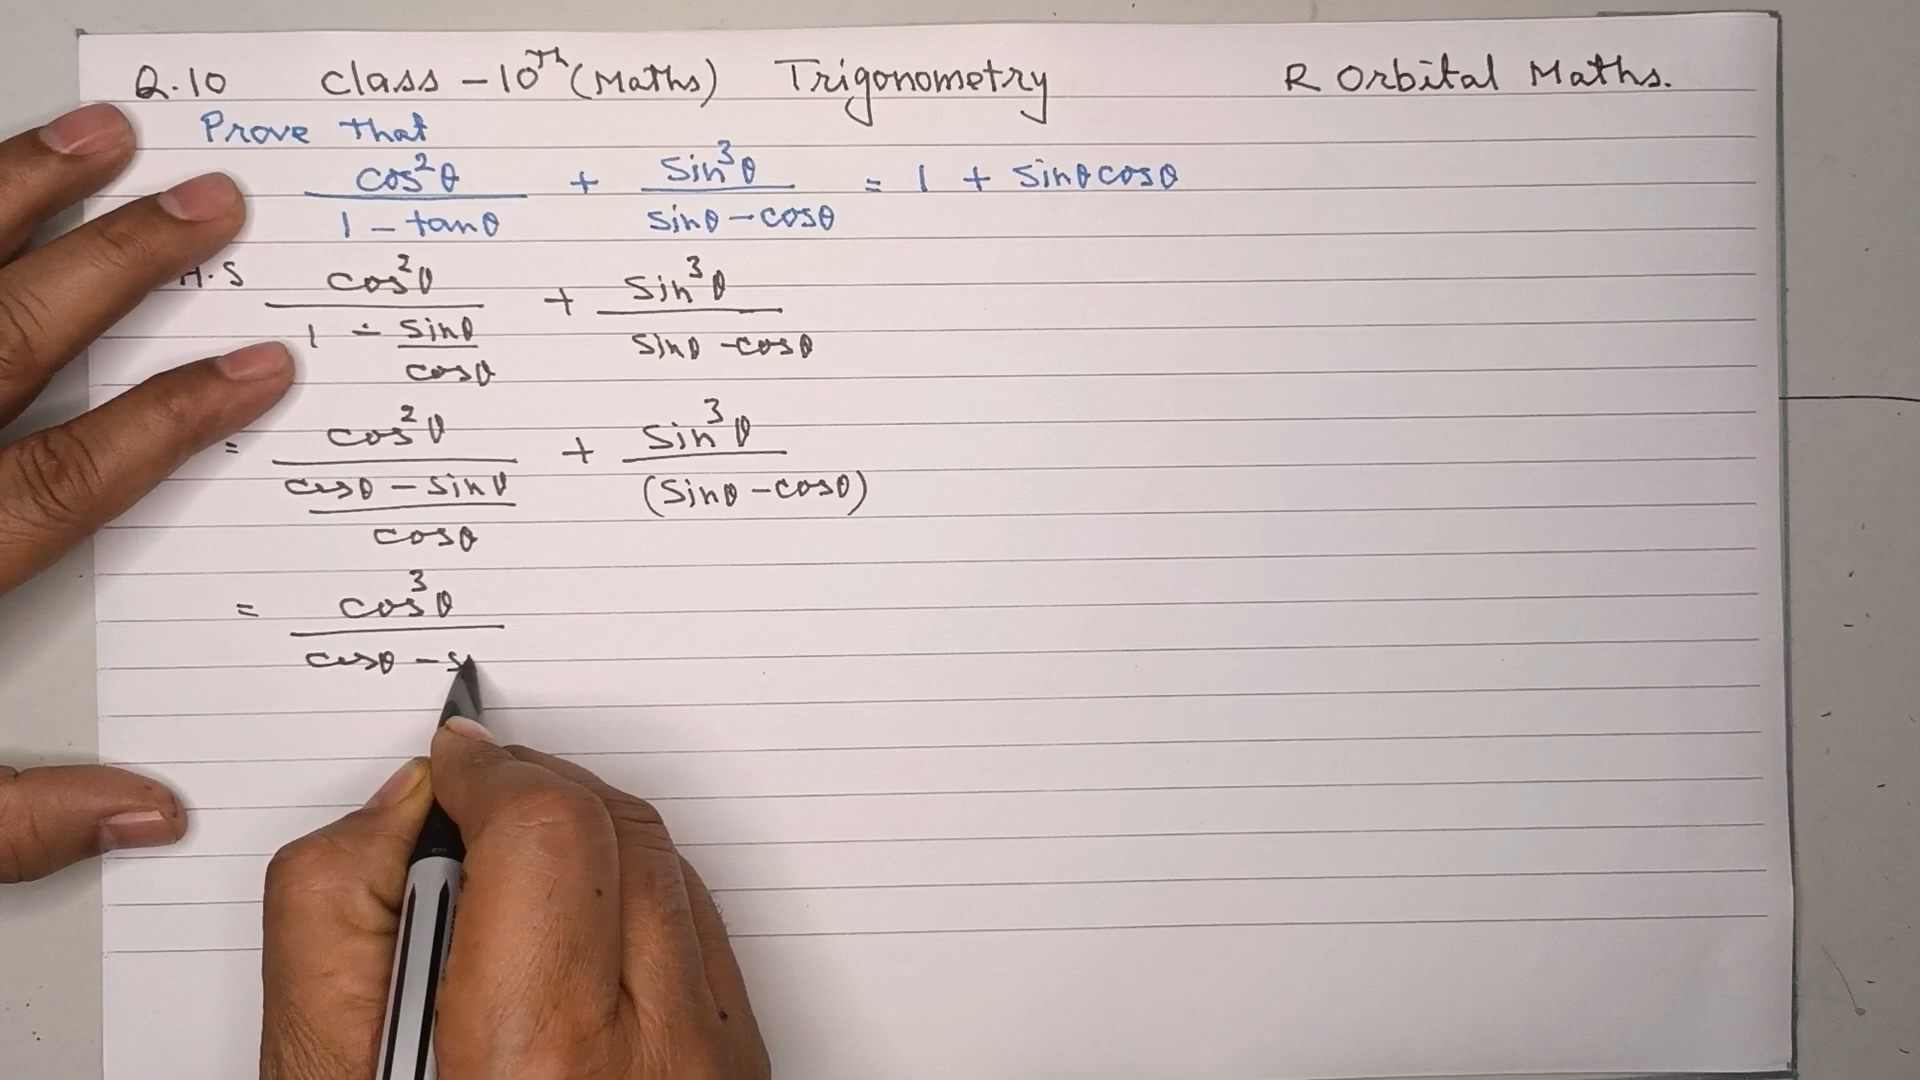 Q.10 Class - 10th (Maths) Trigonometry R Orbital Maths.
Prove that
cos²θ / (1 - tanθ) + sin³θ / (sinθ - cosθ) = 1 + sinθcosθ
H.S cos²θ / (1 - sinθ/cosθ) + sin³θ / (sinθ - cosθ)
= cos²θ / ((cosθ - sinθ)/cosθ) + sin³θ / (sinθ - cosθ)
= cos³θ / (cosθ - s